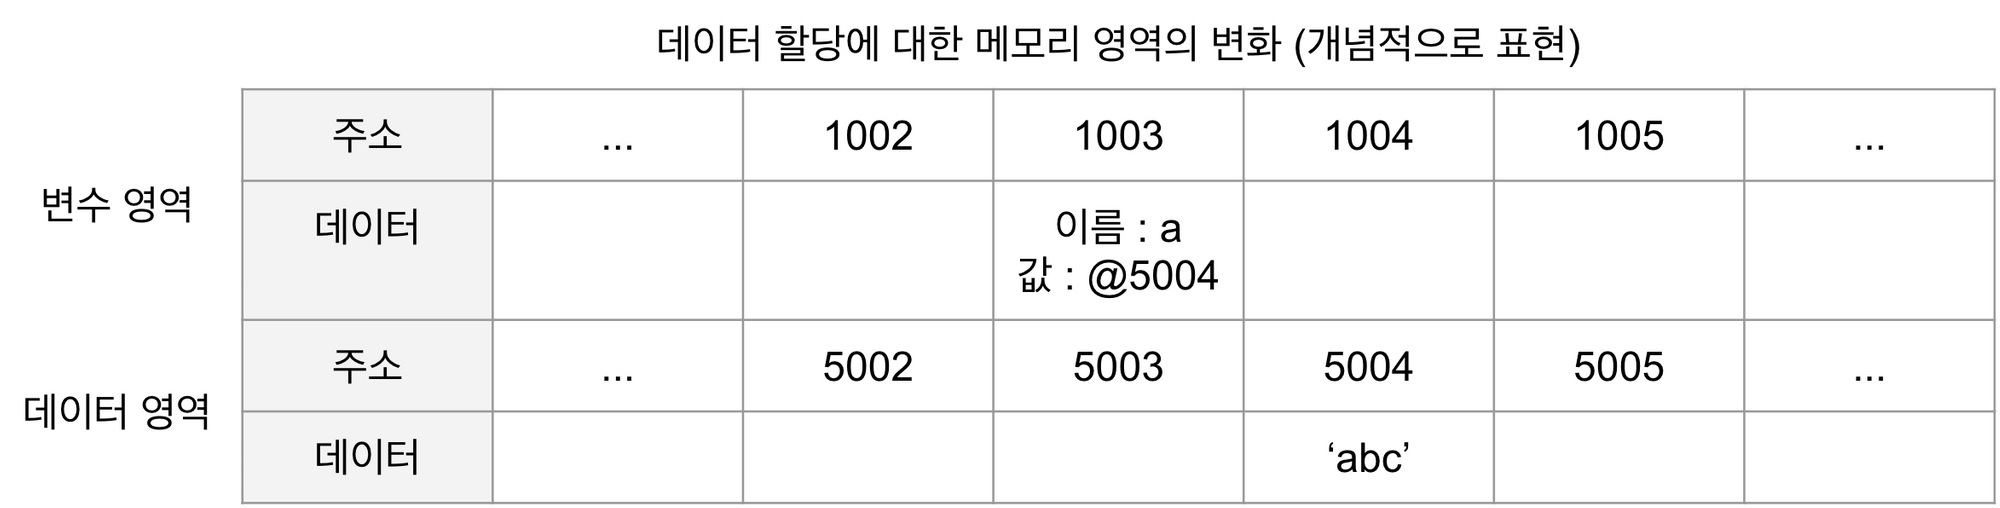 데이터 할당에 대한 메모리 영역의 변화 (개념적으로 표현)
변수 영역
주소 ... 1002 1003 1004 1005 ...
데이터 이름 : a
값 : @5004
데이터 영역
주소 ... 5002 5003 5004 5005 ...
데이터 ‘abc’